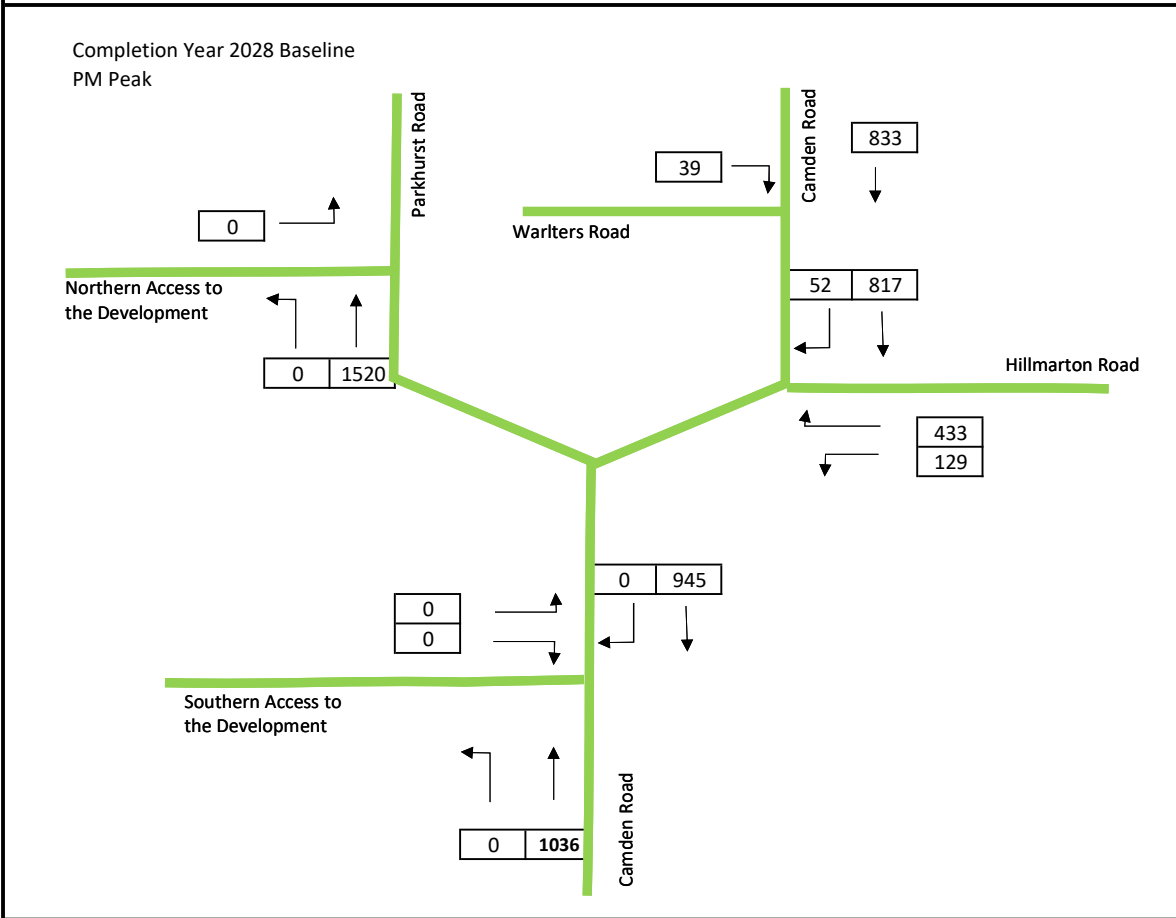 Completion Year 2028 Baseline
PM Peak
Parkhurst Road
Camden Road
833
39
0
Warlters Road
Northern Access to
the Development
52 817
0 1520
Hillmarton Road
433
129
0 945
0
0
Southern Access to
the Development
Camden Road
0 1036